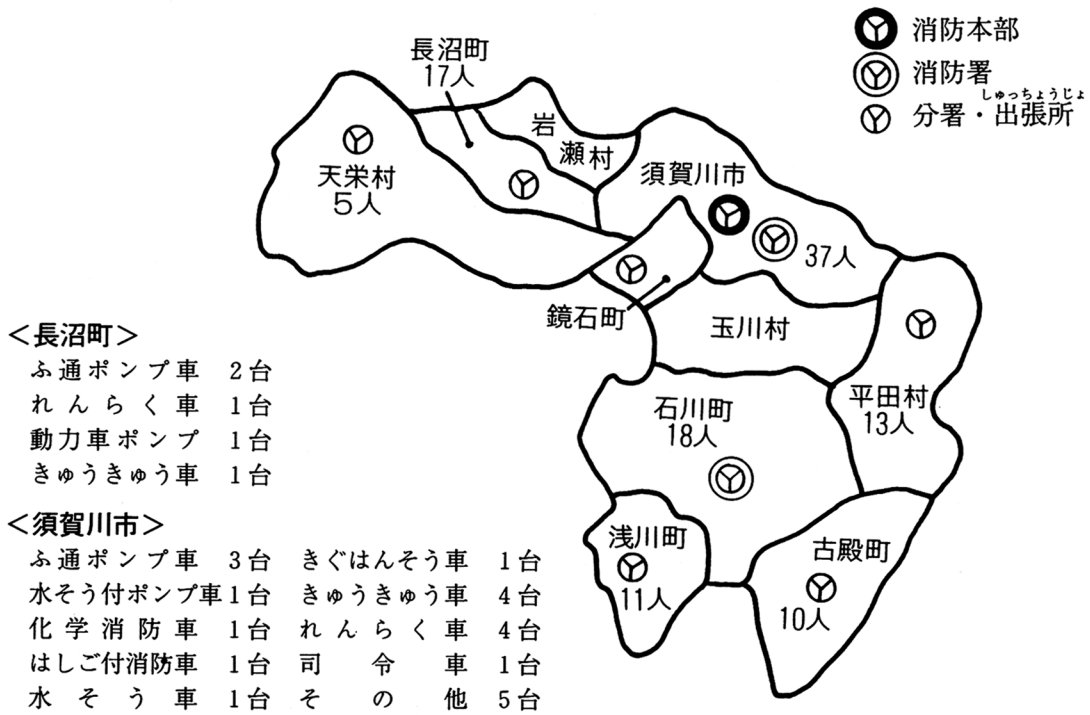 消防本部
消防署
しゅっちょうじょ
分署・出張所
長沼町
17人
岩
瀬村
天栄村
5人
須賀川市
37人
鏡石町
玉川村
石川町
18人
平田村
13人
浅川町
11人
古殿町
10人
＜長沼町＞
ふ通ポンプ車 2台
れんらく車 1台
動力車ポンプ 1台
きゅうきゅう車 1台
＜須賀川市＞
ふ通ポンプ車 3台 きぐはんそう車 1台
水そう付ポンプ車1台 きゅうきゅう車 4台
化学消防車 1台 れんらく車 4台
はしご付消防車 1台 司令車 1台
水そう車 1台 その他 5台